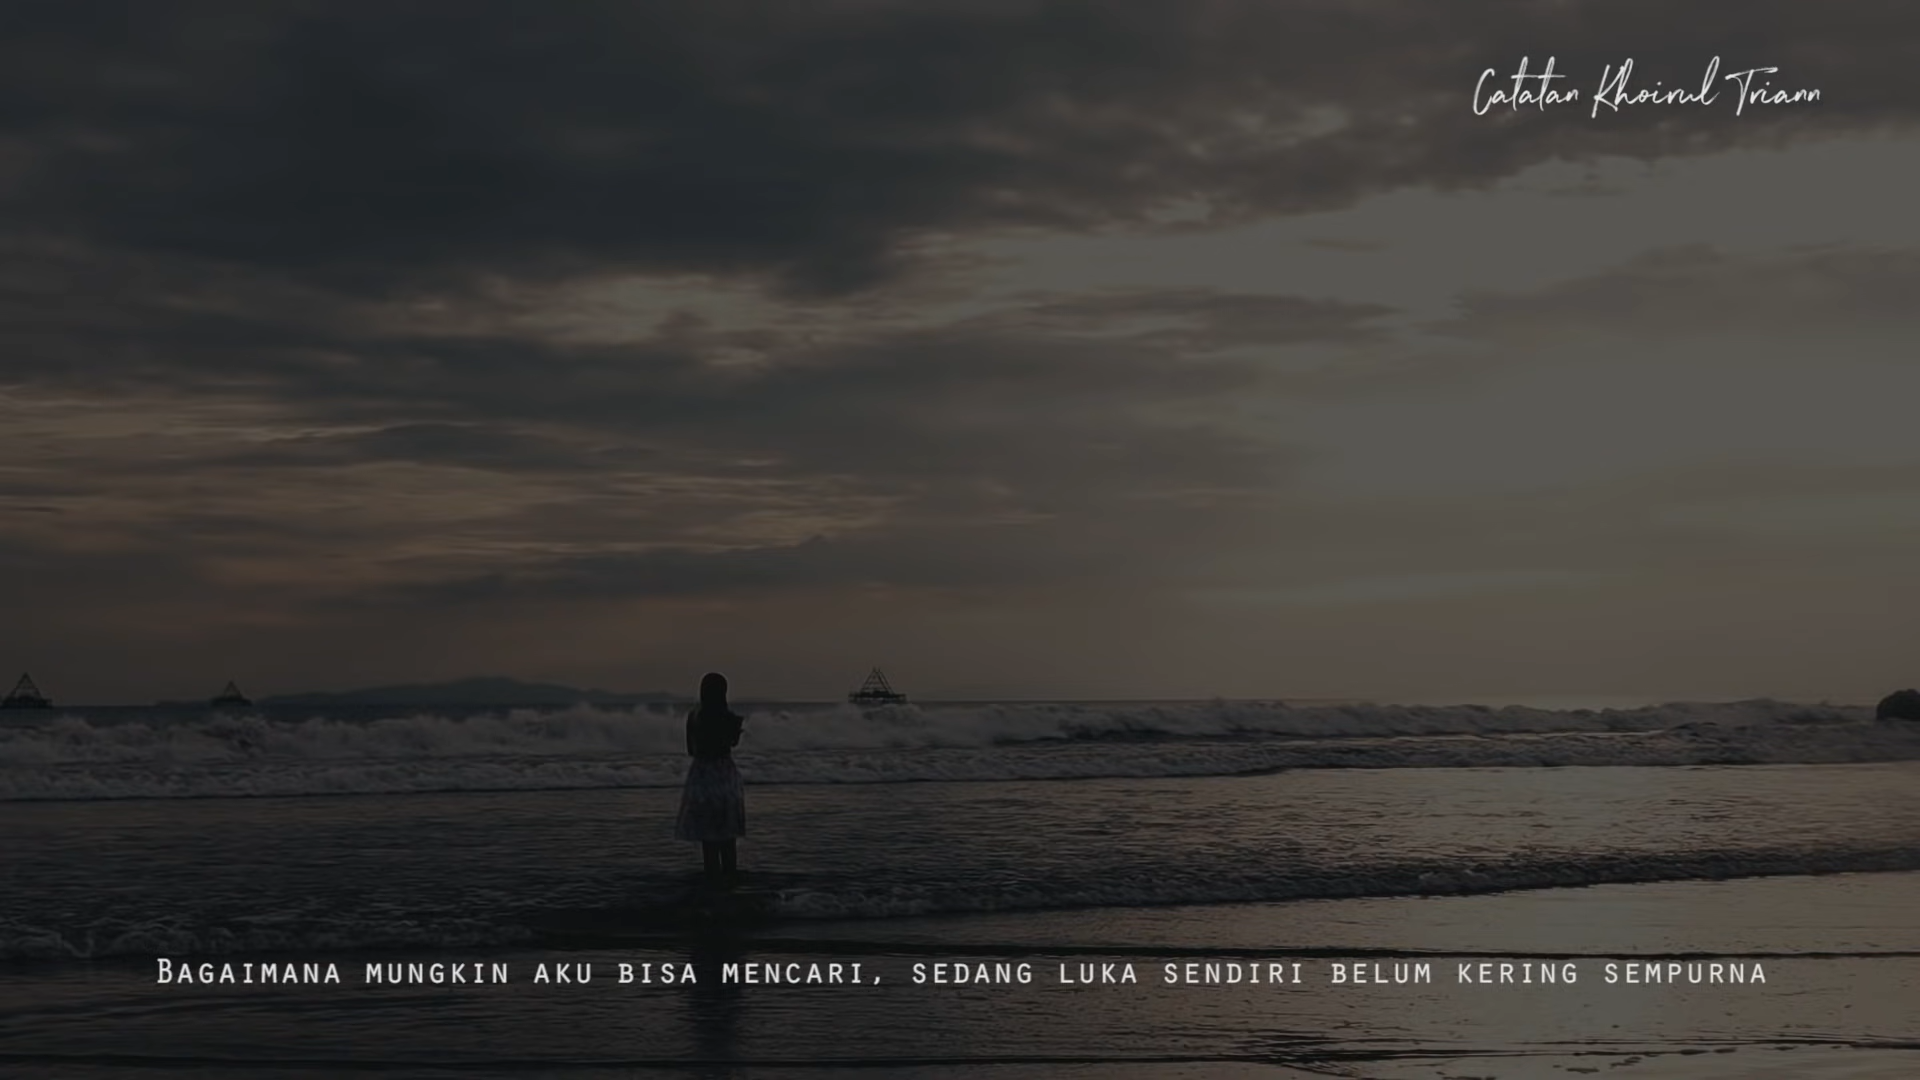 Catatan Khoirul Triann
Bagaimana mungkin aku bisa mencari, sedang luka sendiri belum kering sempurna